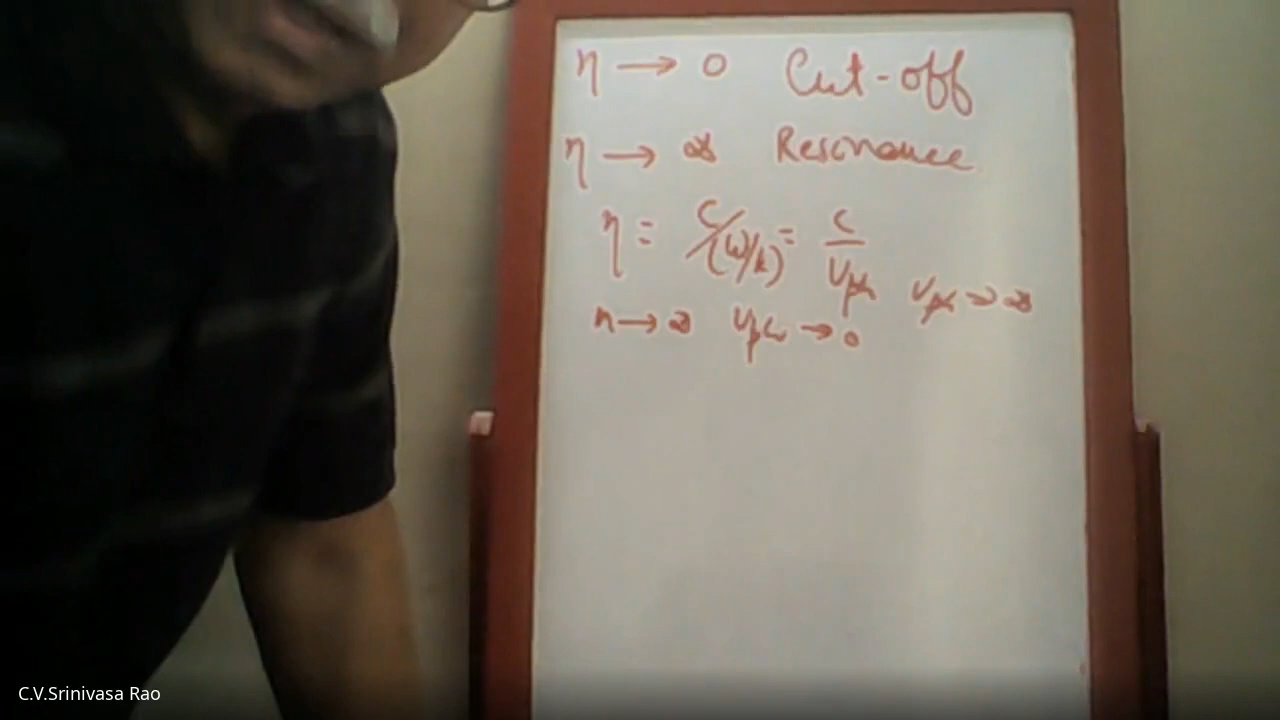 η → 0 Cut-off
η → ∞ Resonance
η = C/(ω/k) = C/Vph Vph → ∞
η → ∞ Vph → 0
C.V.Srinivasa Rao